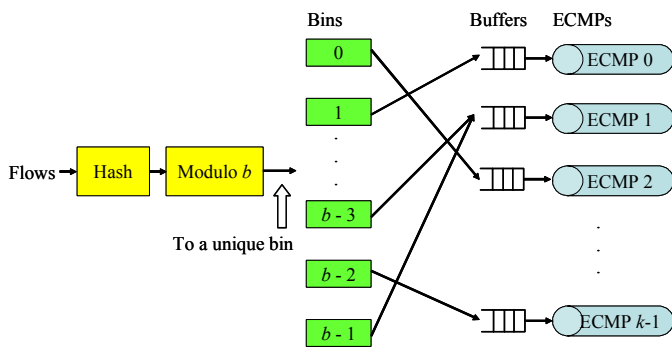 Bins Buffers ECMPs
0
1
b - 3
b - 2
b - 1
Flows
Hash
Modulo b
To a unique bin
ECMP 0
ECMP 1
ECMP 2
ECMP k-1